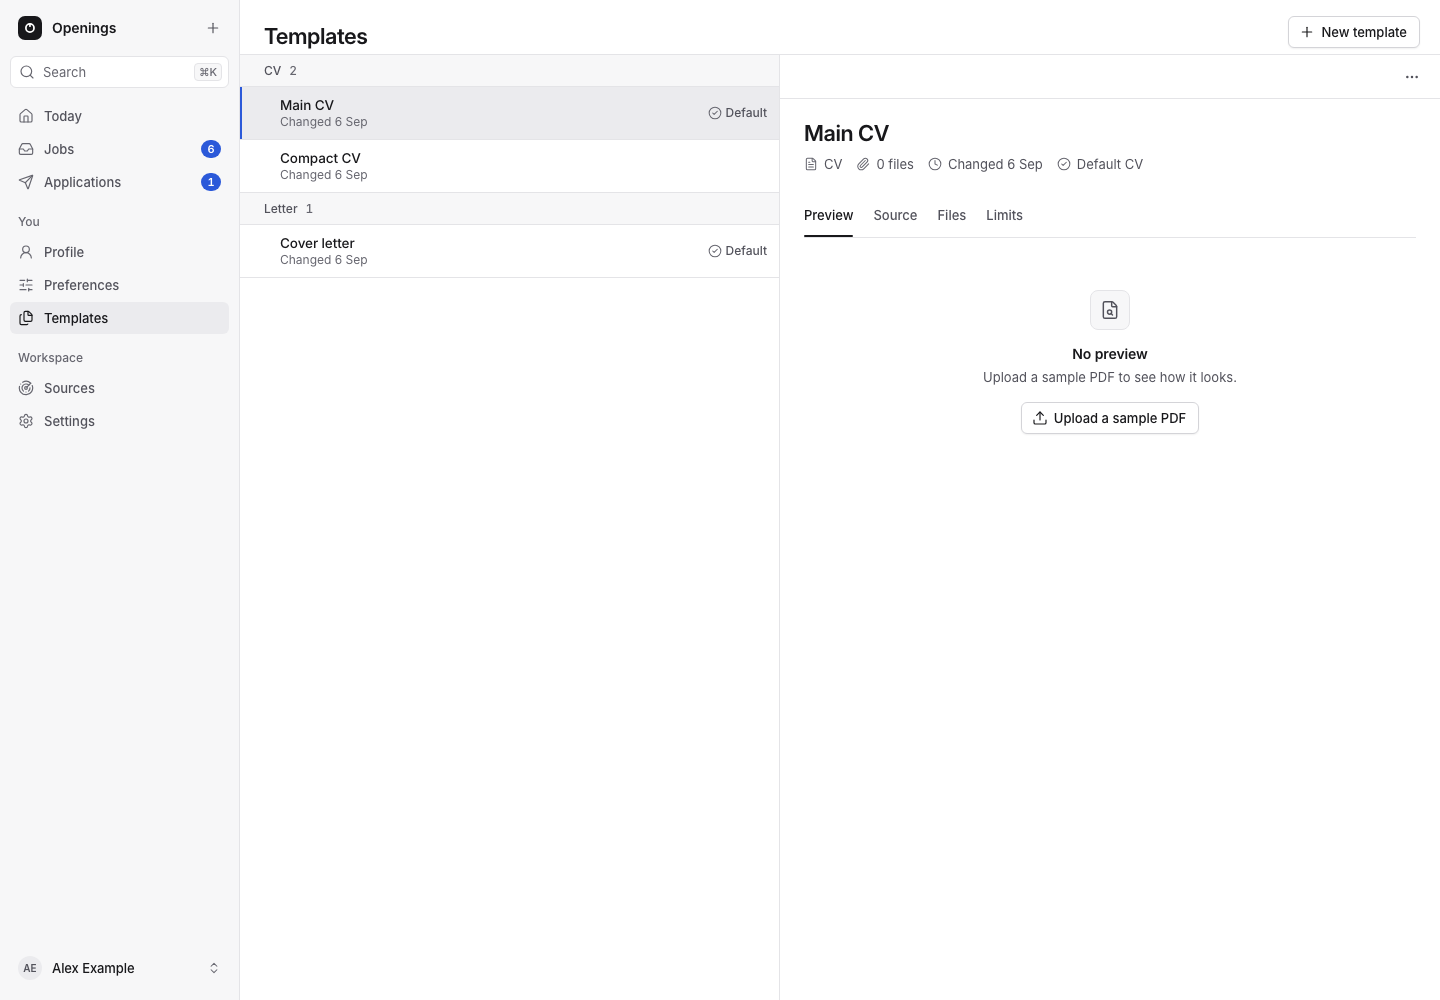 Openings
Search
⌘K
Today
Jobs
6
Applications
1
You
Profile
Preferences
Templates
Workspace
Sources
Settings
AE
Alex Example
Templates
New template
CV 2
Main CV
Changed 6 Sep
Default
Compact CV
Changed 6 Sep
Letter 1
Cover letter
Changed 6 Sep
Default
Main CV
CV 0 files Changed 6 Sep Default CV
Preview Source Files Limits
No preview
Upload a sample PDF to see how it looks.
Upload a sample PDF